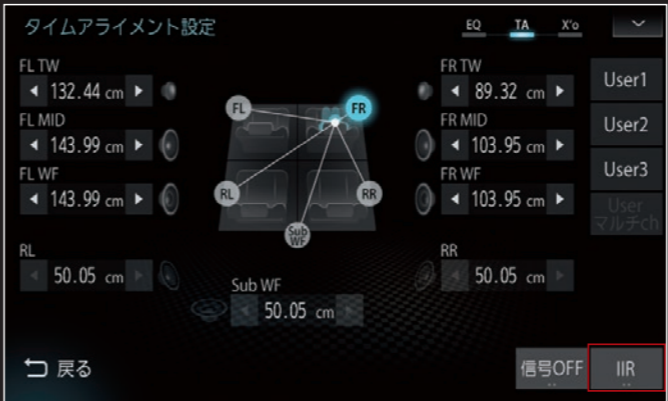 タイムアライメント設定
EQ TA X'o
FL TW
132.44 cm
FL MID
143.99 cm
FL WF
143.99 cm
RL
50.05 cm
FL
FR
RL
RR
Sub
WF
Sub WF
50.05 cm
FR TW
89.32 cm
FR MID
103.95 cm
FR WF
103.95 cm
RR
50.05 cm
User1
User2
User3
User
マルチch
戻る
信号OFF
IIR